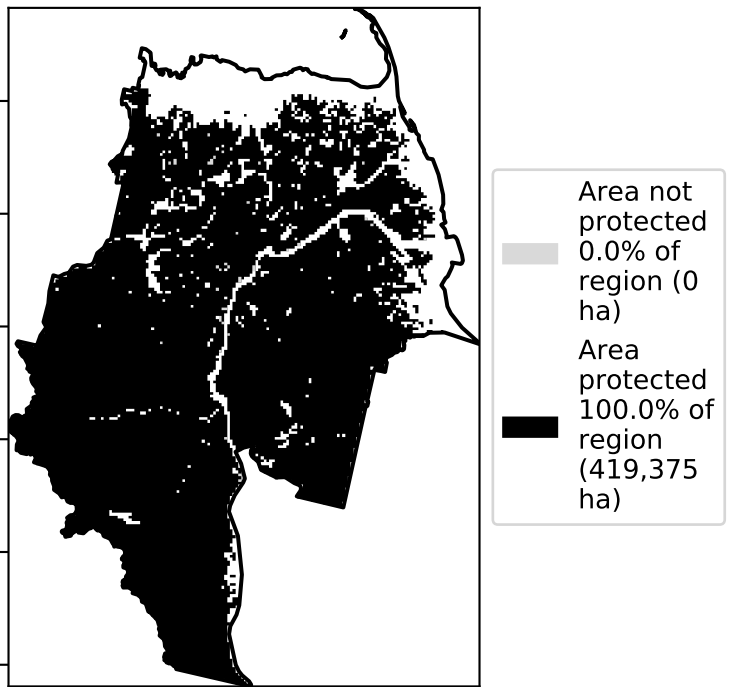 Area not
protected
0.0% of
region (0
ha)
Area
protected
100.0% of
region
(419,375
ha)